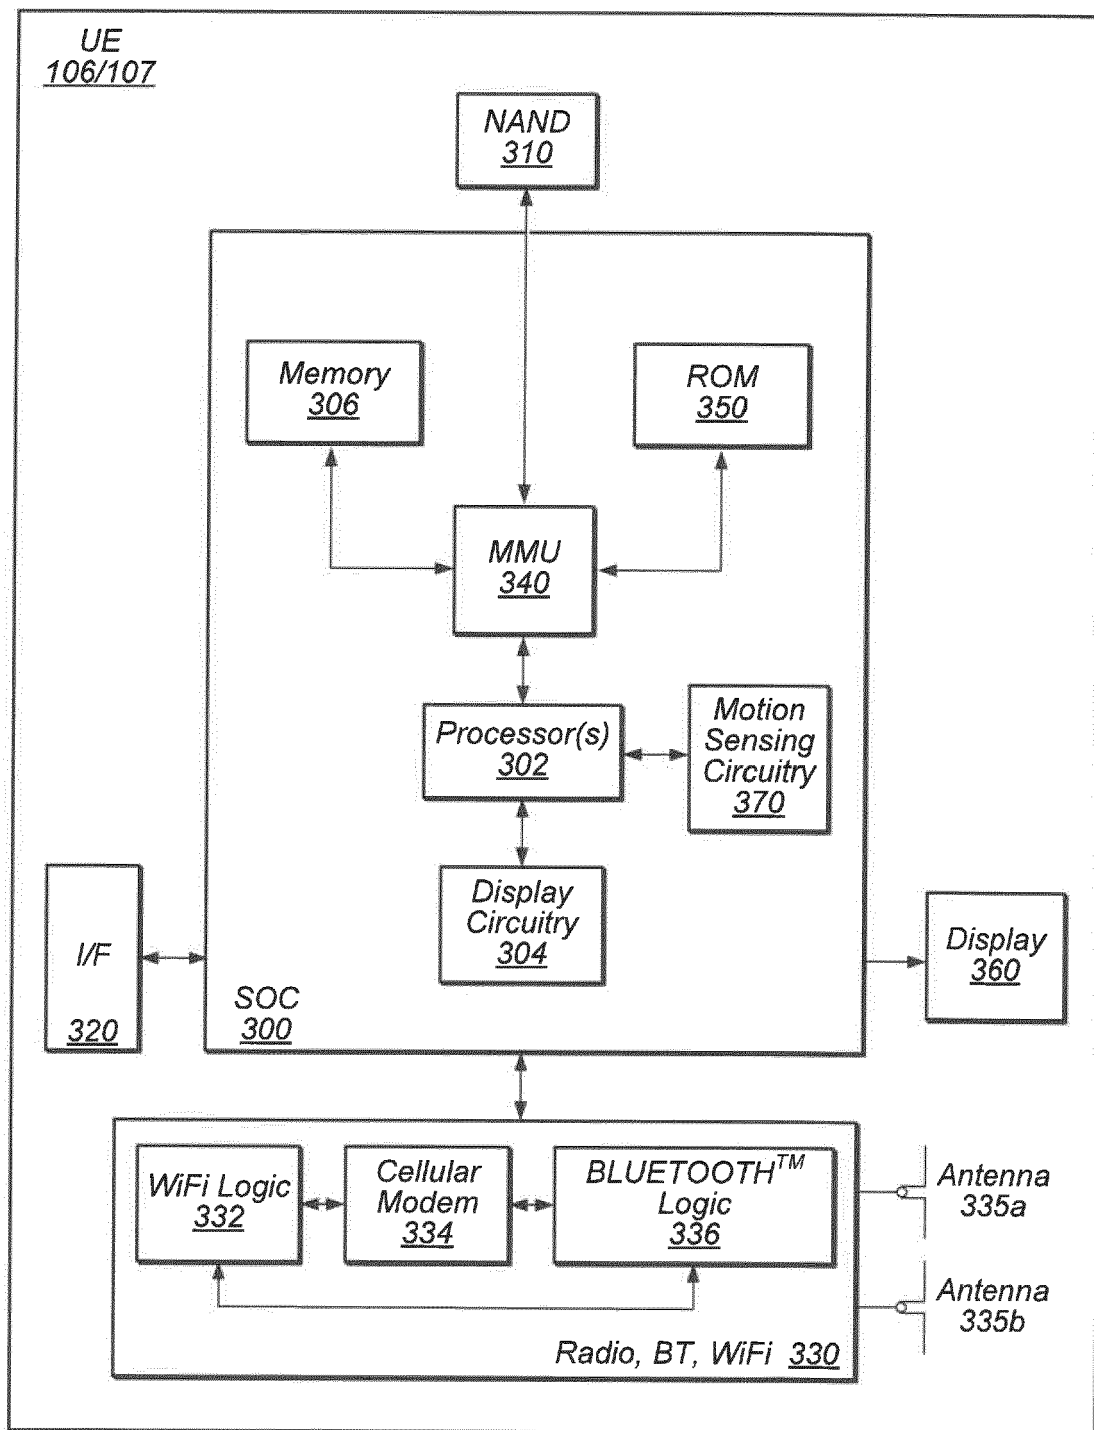 UE
106/107
NAND
310
Memory
306
ROM
350
MMU
340
Processor(s)
302
Motion
Sensing
Circuitry
370
Display
Circuitry
304
I/F
320
SOC
300
Display
360
WiFi Logic
332
Cellular
Modem
334
BLUETOOTH™
Logic
336
Antenna
335a
Antenna
335b
Radio, BT, WiFi 330